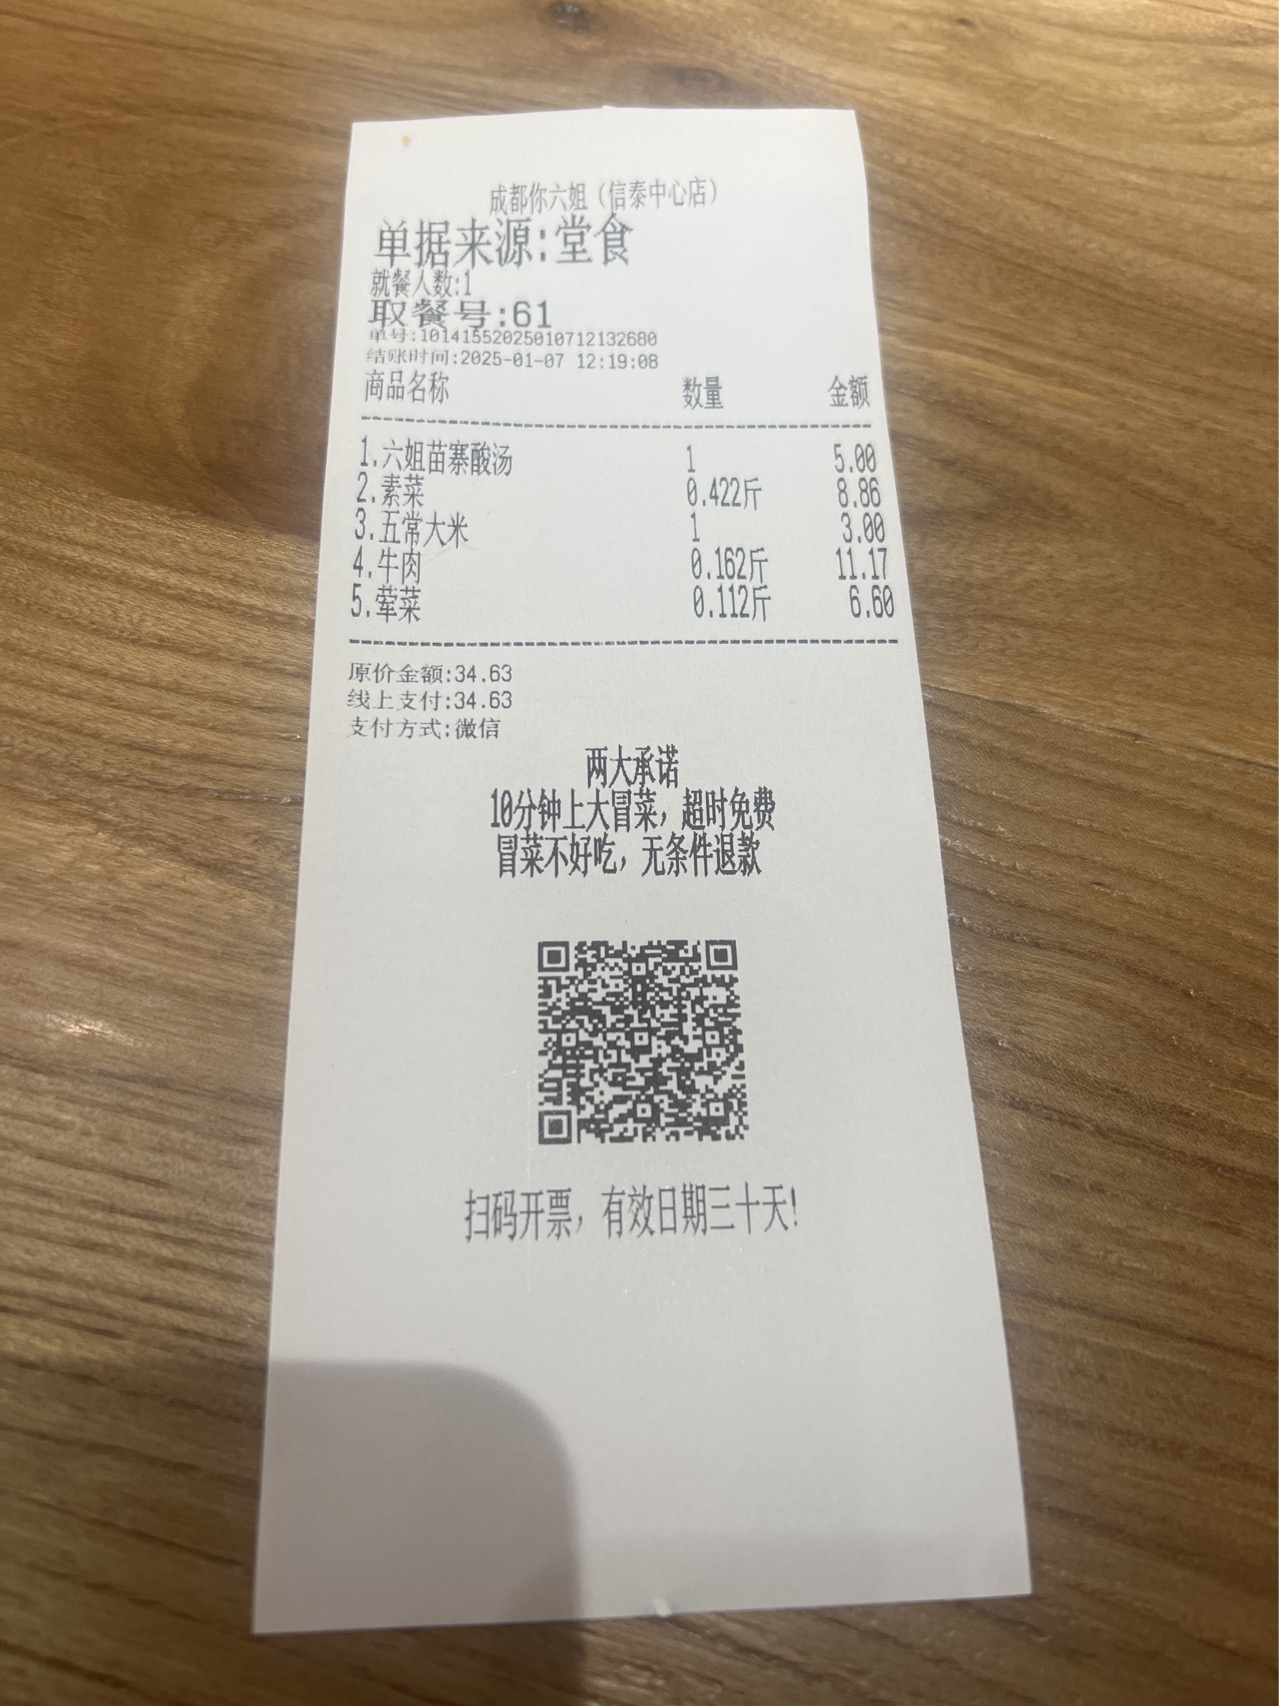 成都你六姐（信泰中心店）
单据来源:堂食
就餐人数:1
取餐号:61
单号:10141552025010712132680
结账时间:2025-01-07 12:19:08
商品名称 数量 金额
1.六姐苗寨酸汤 1 5.00
2.素菜 0.422斤 8.86
3.五常大米 1 3.00
4.牛肉 0.162斤 11.17
5.荤菜 0.112斤 6.60
原价金额:34.63
线上支付:34.63
支付方式:微信
两大承诺
10分钟上大冒菜，超时免费
冒菜不好吃，无条件退款
扫码开票，有效日期三十天!